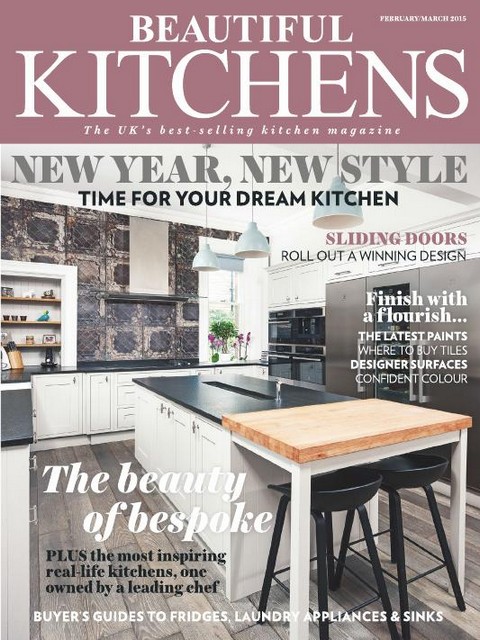 FEBRUARY/MARCH 2015
BEAUTIFUL
KITCHENS
The UK's best-selling kitchen magazine
NEW YEAR, NEW STYLE
TIME FOR YOUR DREAM KITCHEN
SLIDING DOORS
ROLL OUT A WINNING DESIGN
Finish with
a flourish...
THE LATEST PAINTS
WHERE TO BUY TILES
DESIGNER SURFACES
CONFIDENT COLOUR
The beauty
of bespoke
PLUS the most inspiring
real-life kitchens, one
owned by a leading chef
BUYER'S GUIDES TO FRIDGES, LAUNDRY APPLIANCES & SINKS